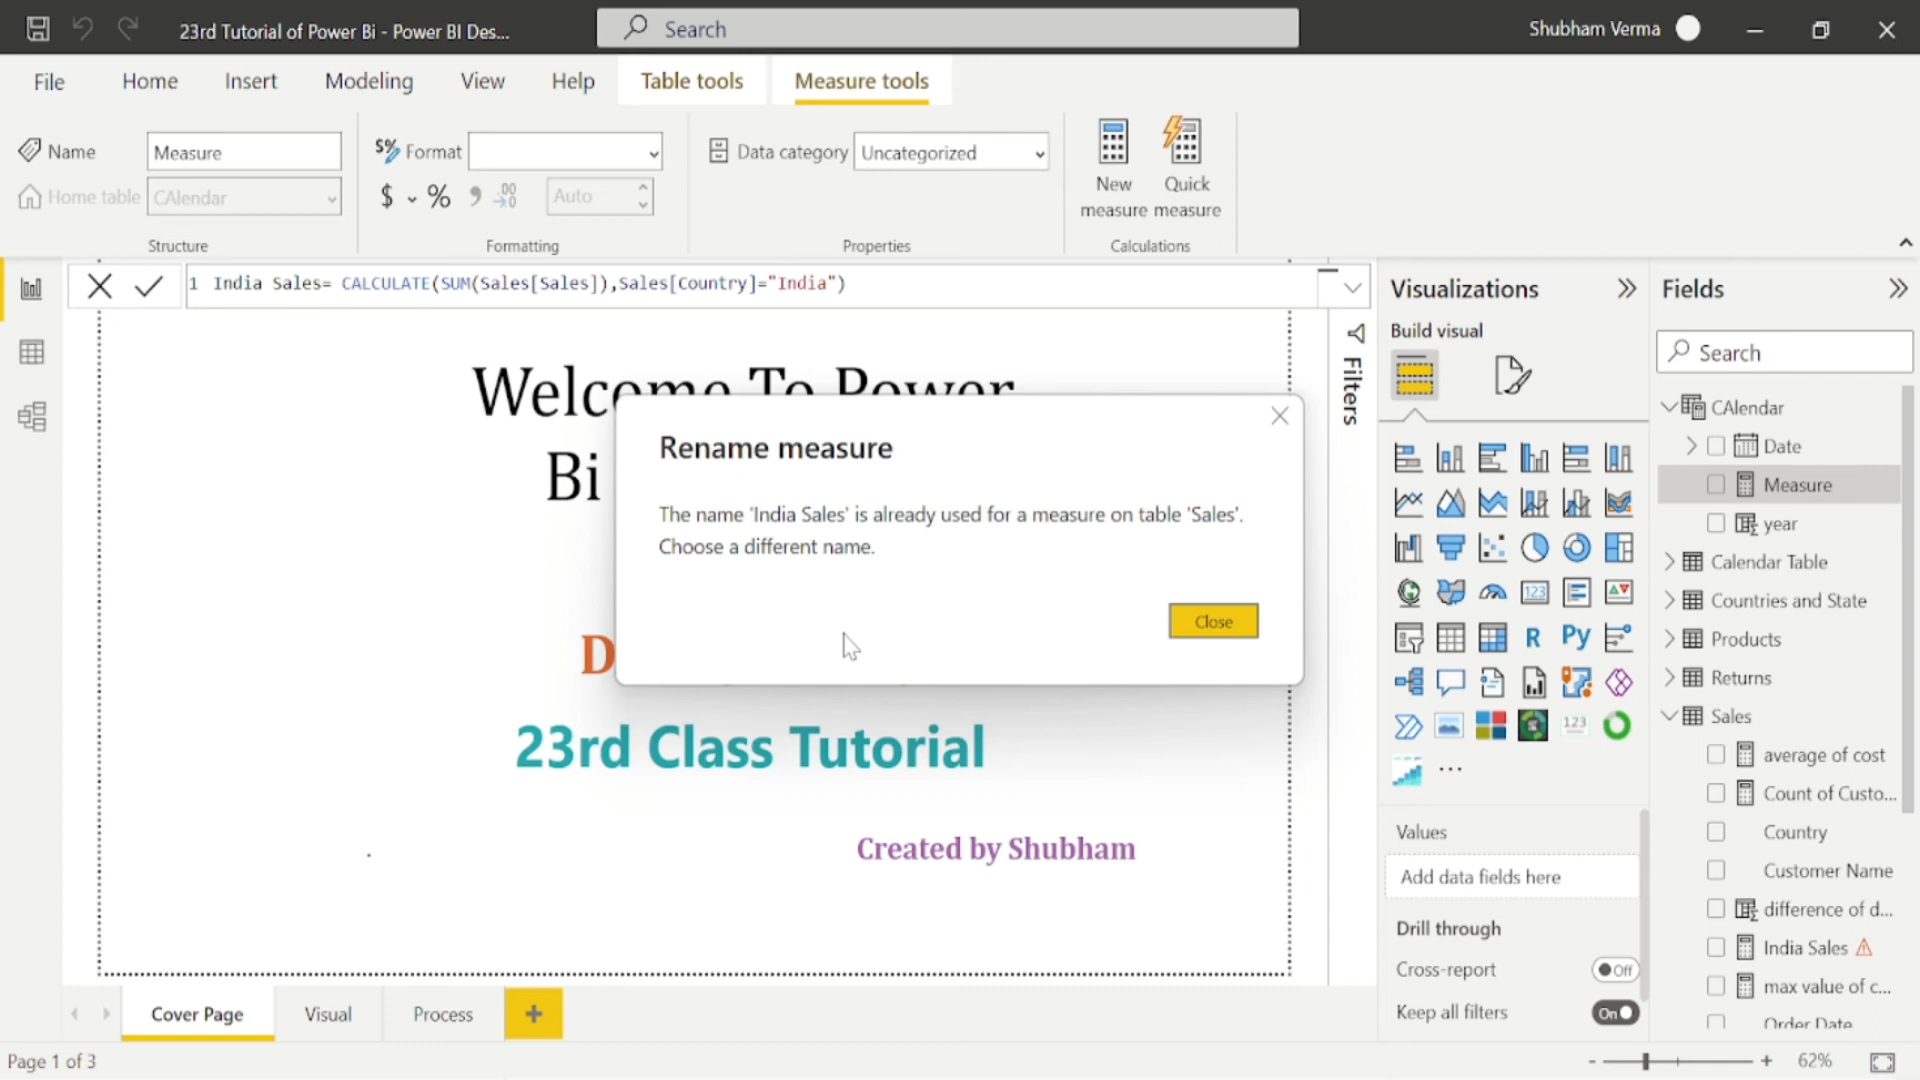 23rd Tutorial of Power Bi - Power BI Des...
Search
Shubham Verma
File
Home
Insert
Modeling
View
Help
Table tools
Measure tools
Name
Measure
Home table
CAlendar
Structure
$% Format
$ % 9 .00 →.0
Auto
Formatting
Data category
Uncategorized
Properties
New measure
Quick measure
Calculations
1 India Sales= CALCULATE(SUM(Sales[Sales]),Sales[Country]="India")
Welcome To Power
Bi
D
23rd Class Tutorial
Created by Shubham
.
Rename measure
The name 'India Sales' is already used for a measure on table 'Sales'.
Choose a different name.
Close
Filters
Visualizations
Build visual
123
R
Py
123
...
Values
Add data fields here
Drill through
Cross-report
Off
Keep all filters
On
Fields
Search
CAlendar
Date
Measure
year
Calendar Table
Countries and State
Products
Returns
Sales
average of cost
Count of Custo...
Country
Customer Name
difference of d...
India Sales
max value of c...
Order Date
Cover Page
Visual
Process
+
Page 1 of 3
- + 62%